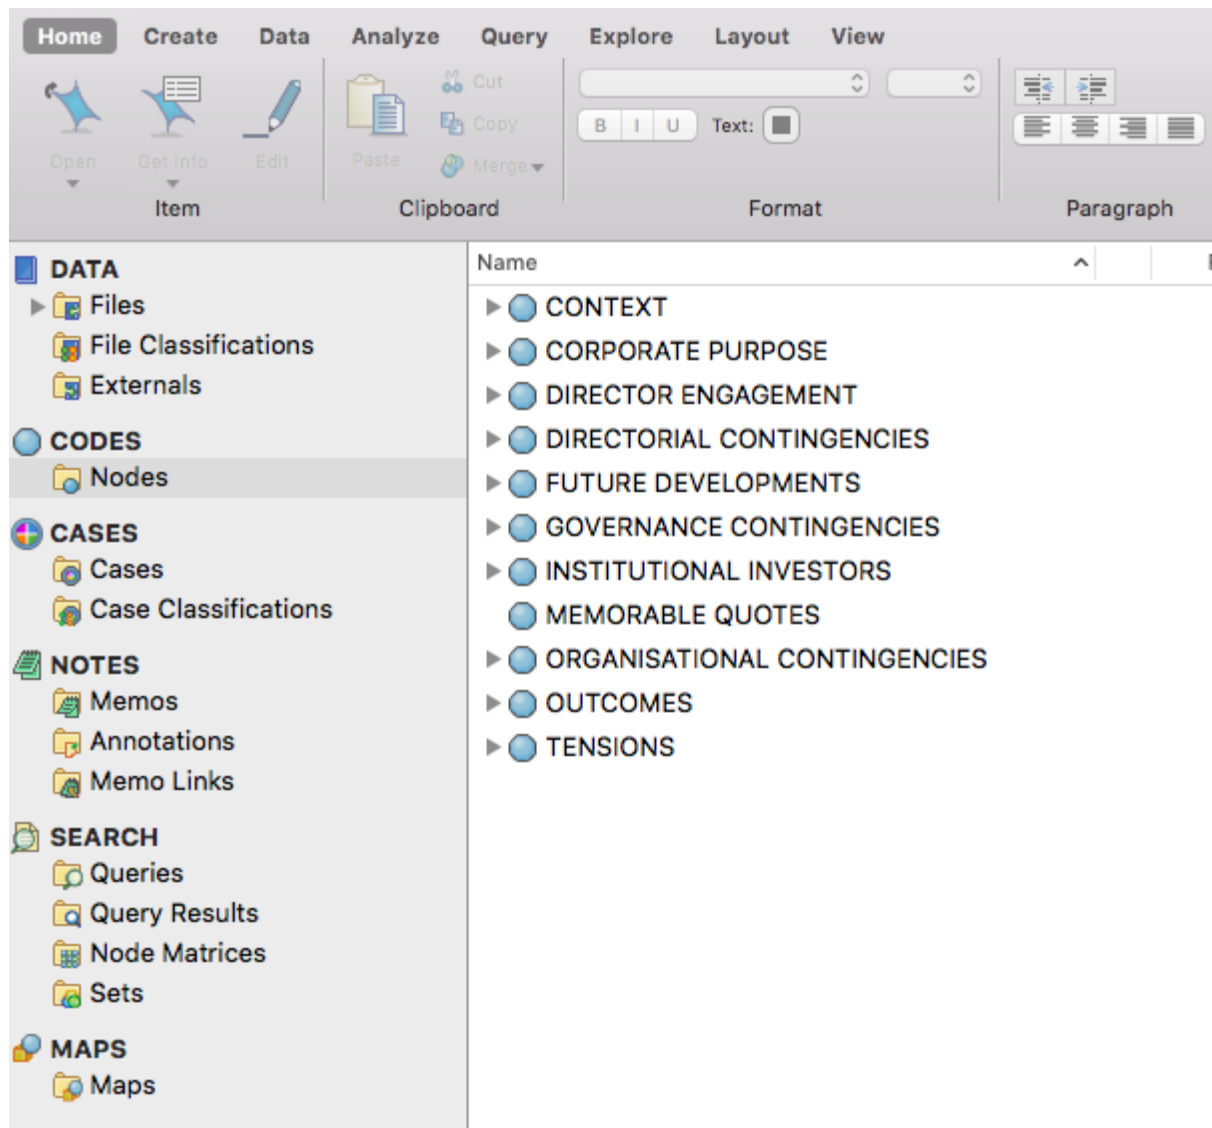 Home Create Data Analyze Query Explore Layout View
Open Get Info Edit Paste Cut Copy Merge
B I U Text:
Item Clipboard Format Paragraph
DATA
Files
File Classifications
Externals
CODES
Nodes
CASES
Cases
Case Classifications
NOTES
Memos
Annotations
Memo Links
SEARCH
Queries
Query Results
Node Matrices
Sets
MAPS
Maps
Name
CONTEXT
CORPORATE PURPOSE
DIRECTOR ENGAGEMENT
DIRECTORIAL CONTINGENCIES
FUTURE DEVELOPMENTS
GOVERNANCE CONTINGENCIES
INSTITUTIONAL INVESTORS
MEMORABLE QUOTES
ORGANISATIONAL CONTINGENCIES
OUTCOMES
TENSIONS